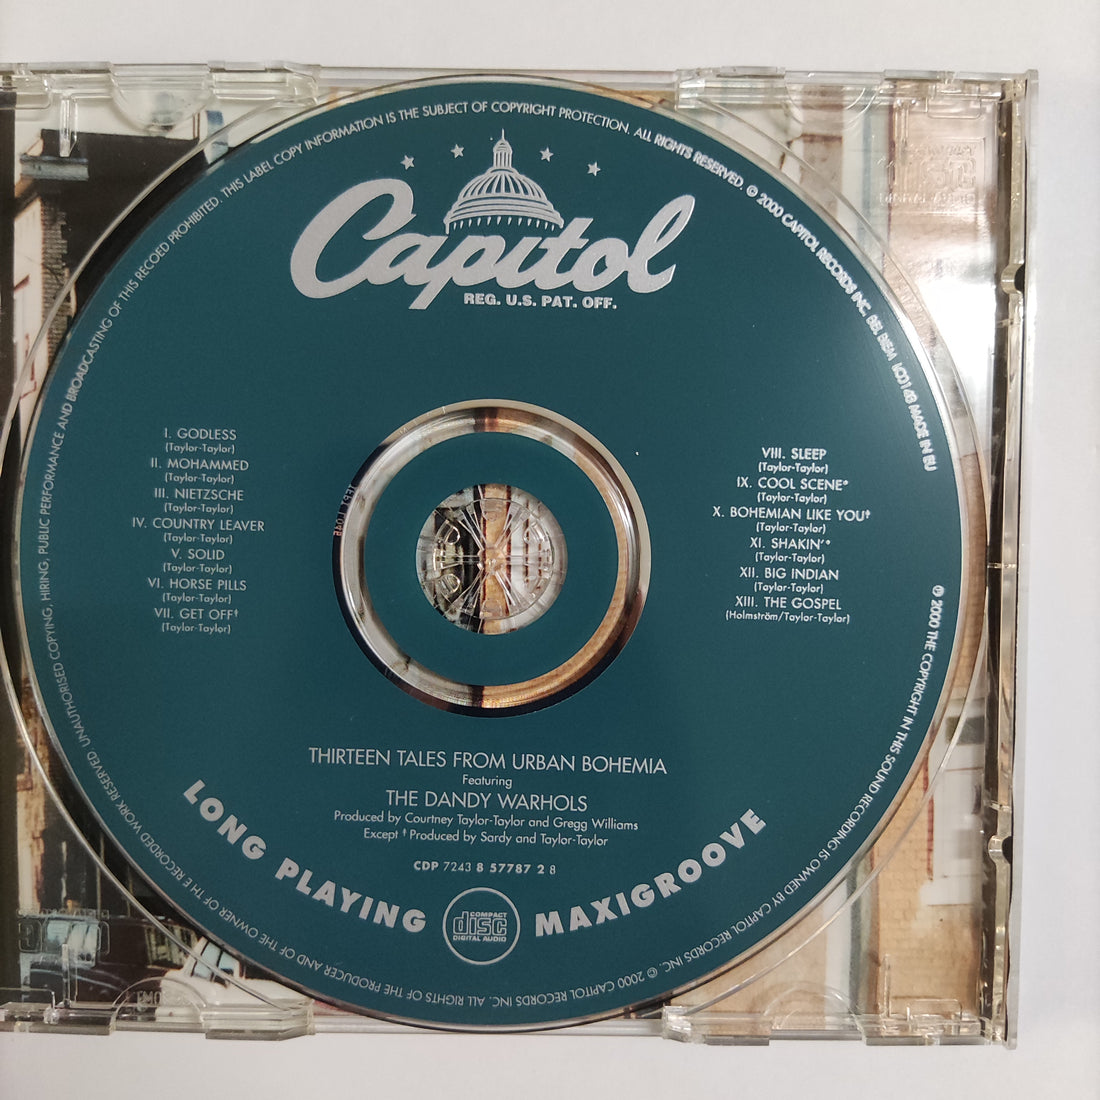 THIS LABEL COPY INFORMATION IS THE SUBJECT OF COPYRIGHT PROTECTION. ALL RIGHTS RESERVED. © 2000 CAPITOL RECORDS INC. BEL BIEM LC0148 MADE IN EU
Capitol
REG. U.S. PAT. OFF.
I. GODLESS
(Taylor-Taylor)
II. MOHAMMED
(Taylor-Taylor)
III. NIETZSCHE
(Taylor-Taylor)
IV. COUNTRY LEAVER
(Taylor-Taylor)
V. SOLID
(Taylor-Taylor)
VI. HORSE PILLS
(Taylor-Taylor)
VII. GET OFF†
(Taylor-Taylor)
VIII. SLEEP
(Taylor-Taylor)
IX. COOL SCENE*
(Taylor-Taylor)
X. BOHEMIAN LIKE YOU†
(Taylor-Taylor)
XI. SHAKIN'*
(Taylor-Taylor)
XII. BIG INDIAN
(Taylor-Taylor)
XIII. THE GOSPEL
(Holmström/Taylor-Taylor)
THIRTEEN TALES FROM URBAN BOHEMIA
Featuring
THE DANDY WARHOLS
Produced by Courtney Taylor-Taylor and Gregg Williams
Except † Produced by Sardy and Taylor-Taylor
CDP 7243 8 57787 2 8
LONG PLAYING
COMPACT
disc
DIGITAL AUDIO
MAXIGROOVE
℗ 2000 THE COPYRIGHT IN THIS SOUND RECORDING IS OWNED BY CAPITOL RECORDS INC. © 2000 CAPITOL RECORDS INC. ALL RIGHTS OF THE PRODUCER AND OF THE OWNER OF TH E RECORDED WORK RESERVED. UNAUTHORISED COPYING, HIRING, PUBLIC PERFORMANCE AND BROADCASTING OF THIS RECOED PROHIBITED.